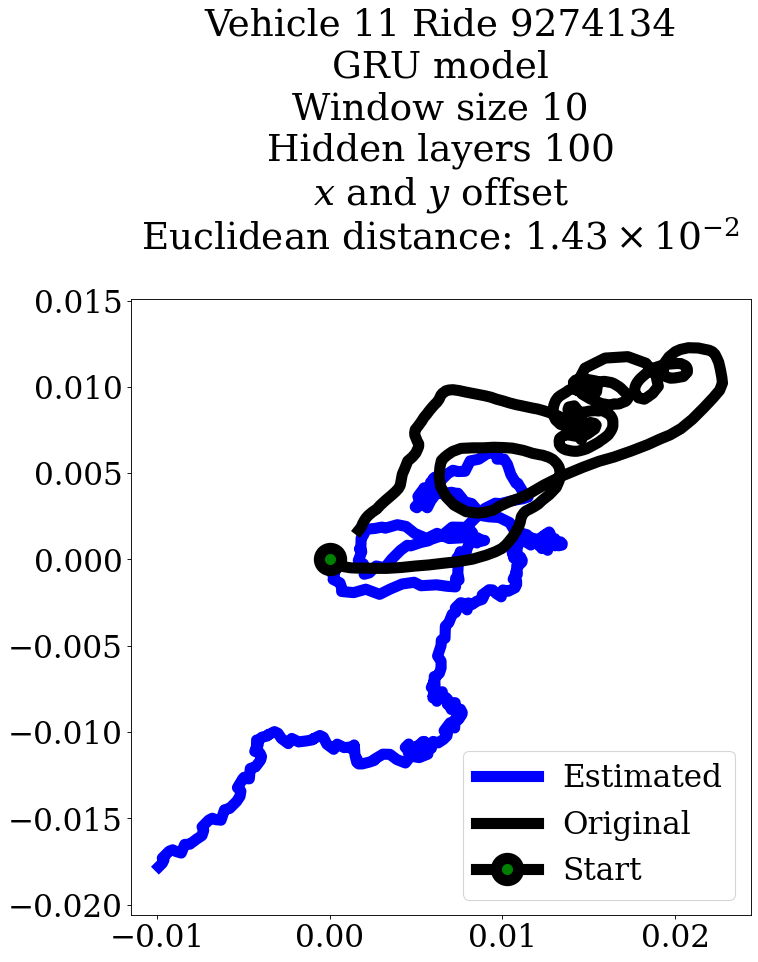 Vehicle 11 Ride 9274134
GRU model
Window size 10
Hidden layers 100
x and y offset
Euclidean distance: 1.43 × 10⁻²
0.015
0.010
0.005
0.000
−0.005
−0.010
−0.015
−0.020
Estimated
Original
Start
−0.01 0.00 0.01 0.02